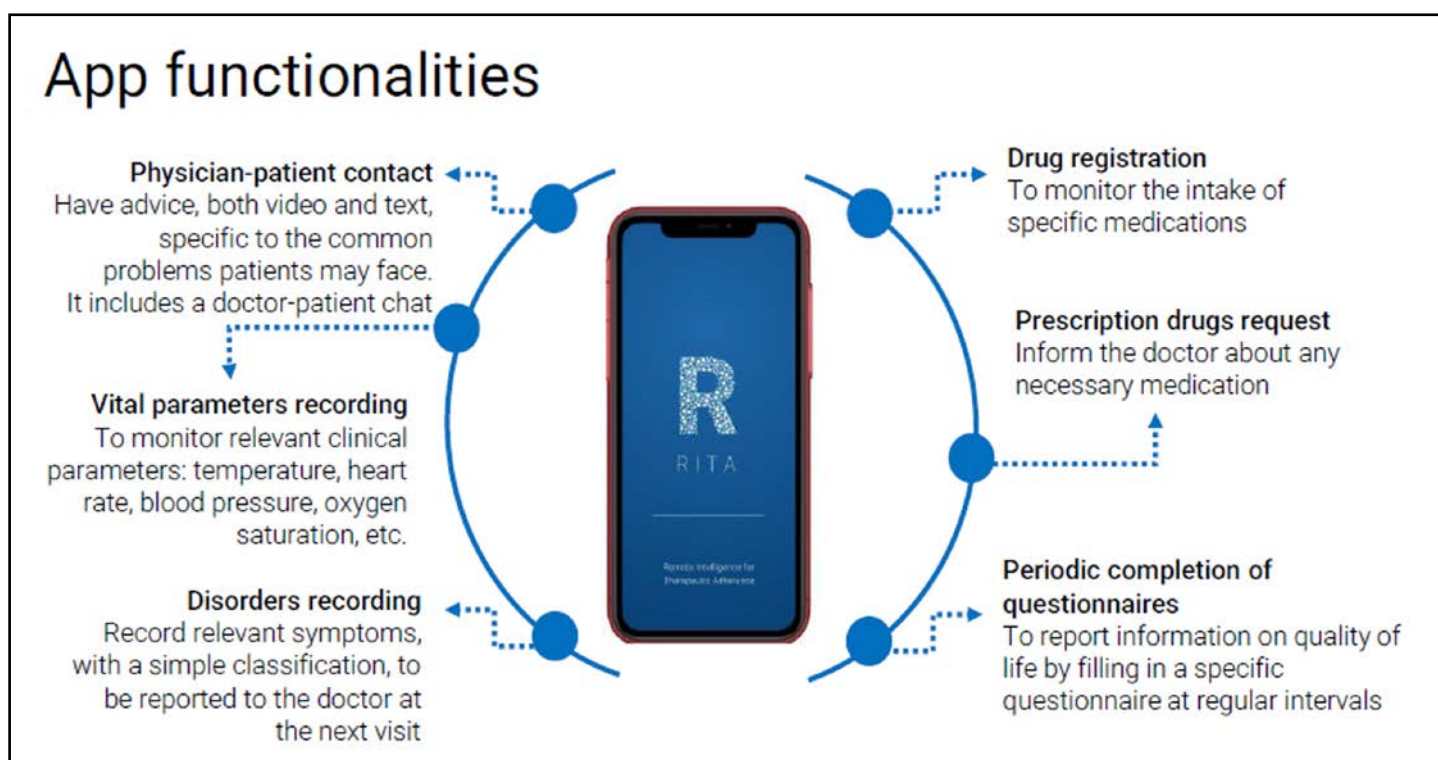 App functionalities
Physician-patient contact
Have advice, both video and text,
specific to the common
problems patients may face.
It includes a doctor-patient chat
Vital parameters recording
To monitor relevant clinical
parameters: temperature, heart
rate, blood pressure, oxygen
saturation, etc.
Disorders recording
Record relevant symptoms,
with a simple classification, to
be reported to the doctor at
the next visit
R
RITA
Remote Intelligence for
Therapeutic Adherence
Drug registration
To monitor the intake of
specific medications
Prescription drugs request
Inform the doctor about any
necessary medication
Periodic completion of
questionnaires
To report information on quality of
life by filling in a specific
questionnaire at regular intervals